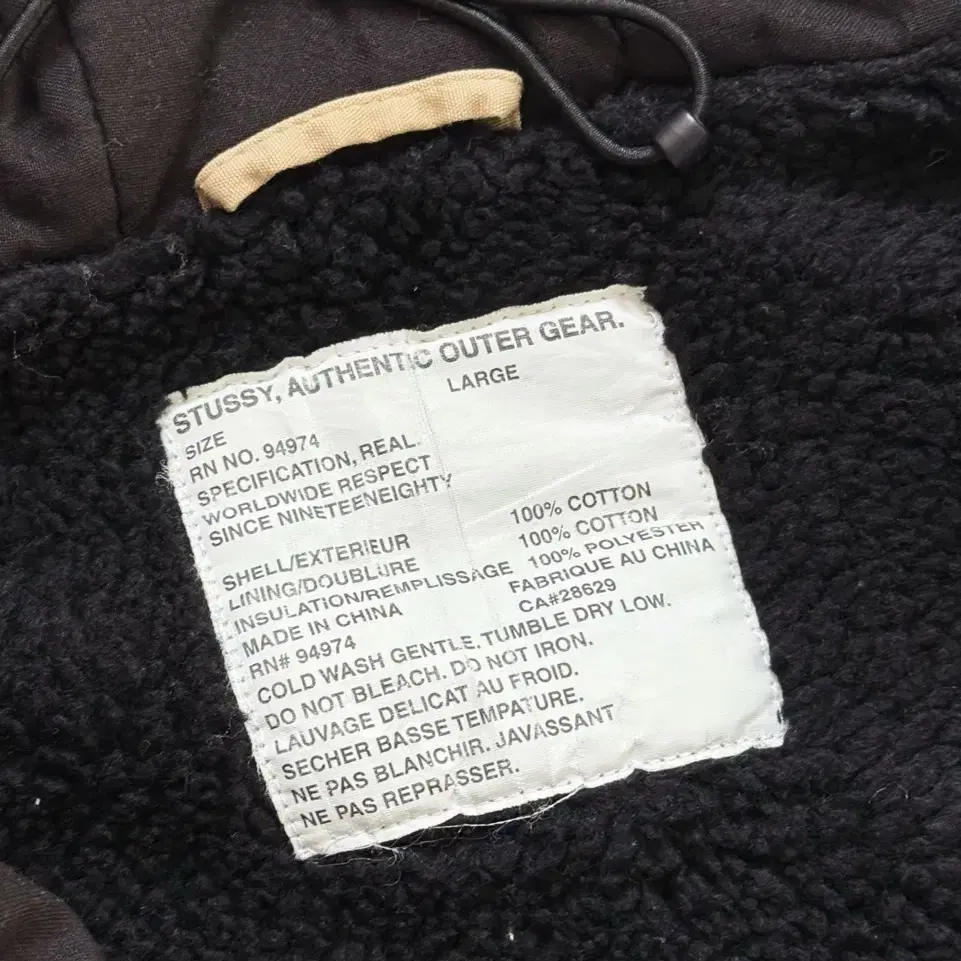 STUSSY, AUTHENTIC OUTER GEAR.
SIZE LARGE
RN NO. 94974
SPECIFICATION, REAL.
WORLDWIDE RESPECT
SINCE NINETEENEIGHTY
SHELL/EXTERIEUR 100% COTTON
LINING/DOUBLURE 100% COTTON
INSULATION/REMPLISSAGE 100% POLYESTER
MADE IN CHINA FABRIQUE AU CHINA
RN# 94974 CA#28629
COLD WASH GENTLE. TUMBLE DRY LOW.
DO NOT BLEACH. DO NOT IRON.
LAUVAGE DELICAT AU FROID.
SECHER BASSE TEMPATURE.
NE PAS BLANCHIR. JAVASSANT
NE PAS REPRASSER.